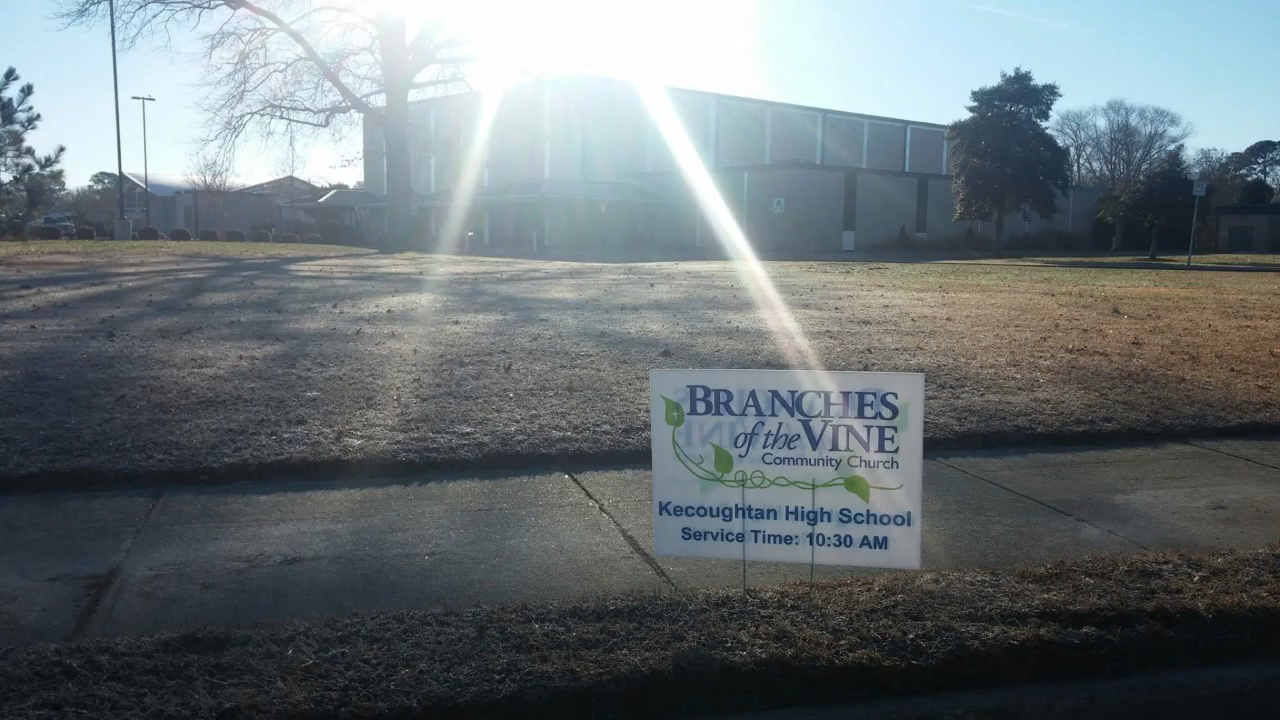 BRANCHES
of the VINE
Community Church
Kecoughtan High School
Service Time: 10:30 AM